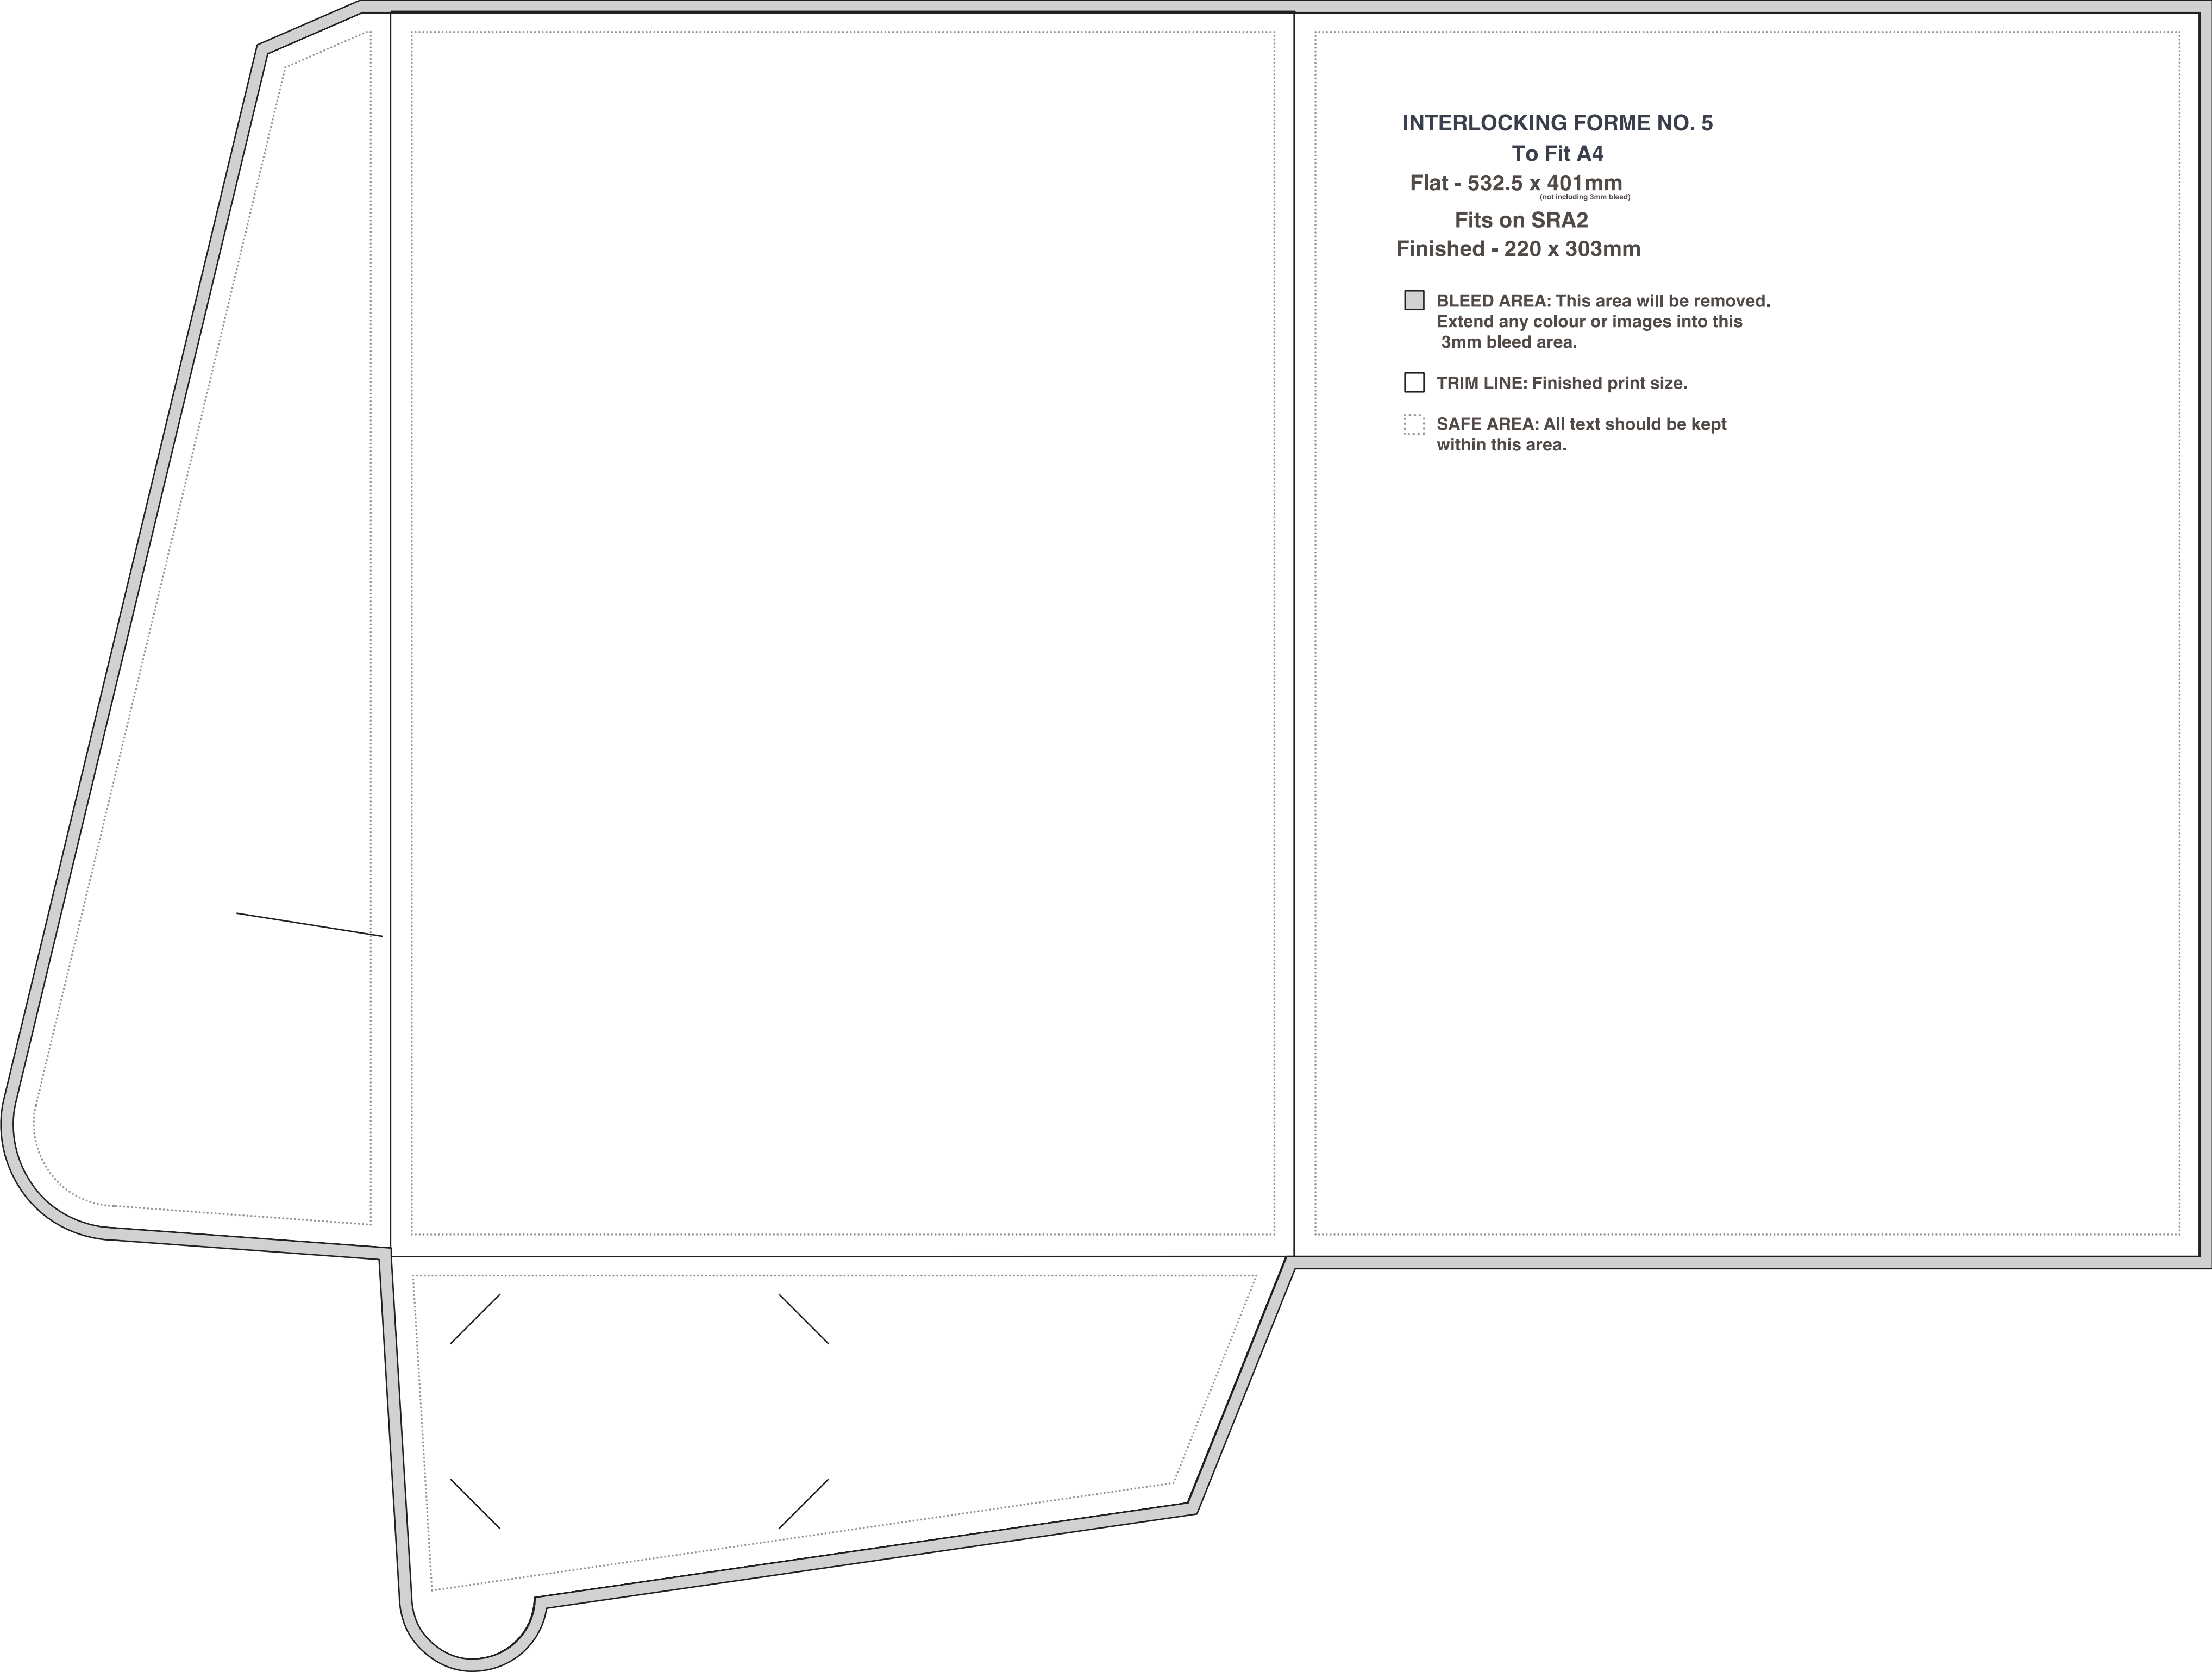 INTERLOCKING FORME NO. 5
To Fit A4
Flat - 532.5 x 401mm
(not including 3mm bleed)
Fits on SRA2
Finished - 220 x 303mm
BLEED AREA: This area will be removed.
Extend any colour or images into this
3mm bleed area.
TRIM LINE: Finished print size.
SAFE AREA: All text should be kept
within this area.